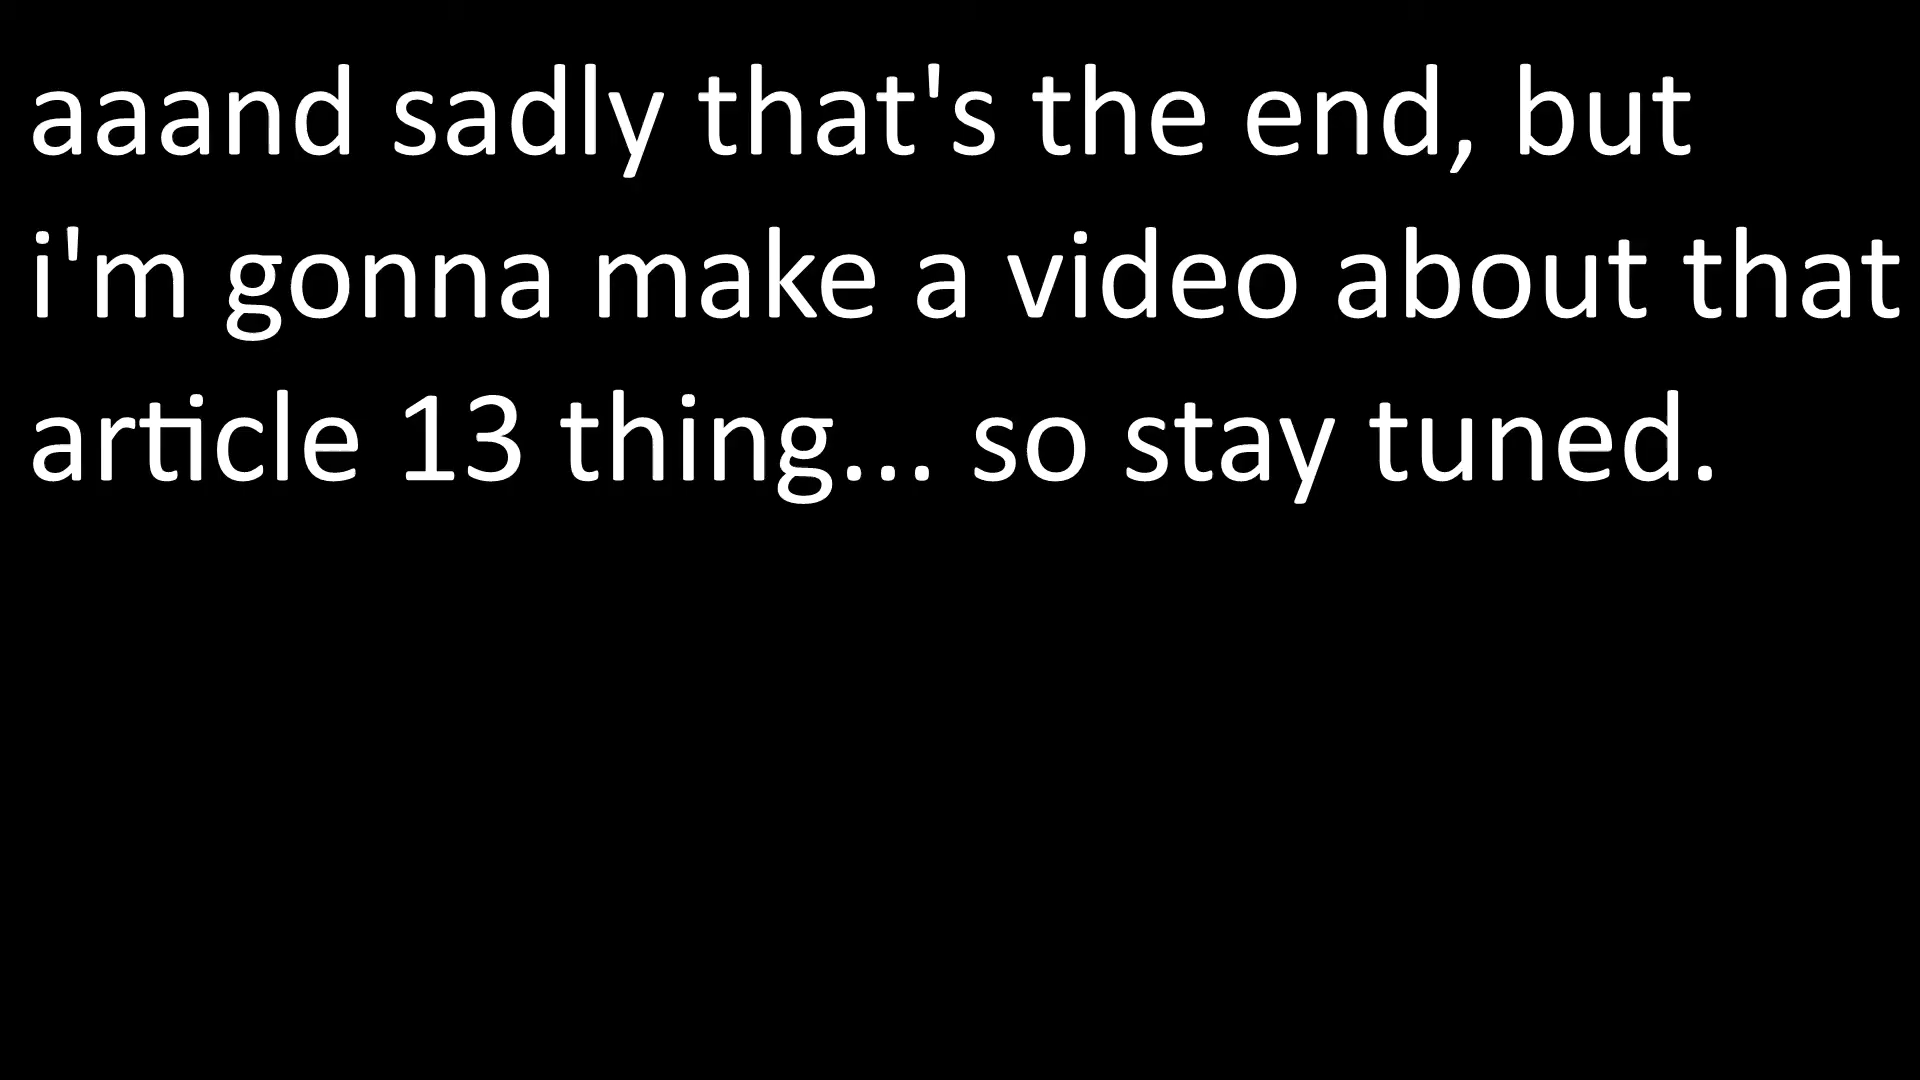 aaand sadly that's the end, but
i'm gonna make a video about that
article 13 thing... so stay tuned.